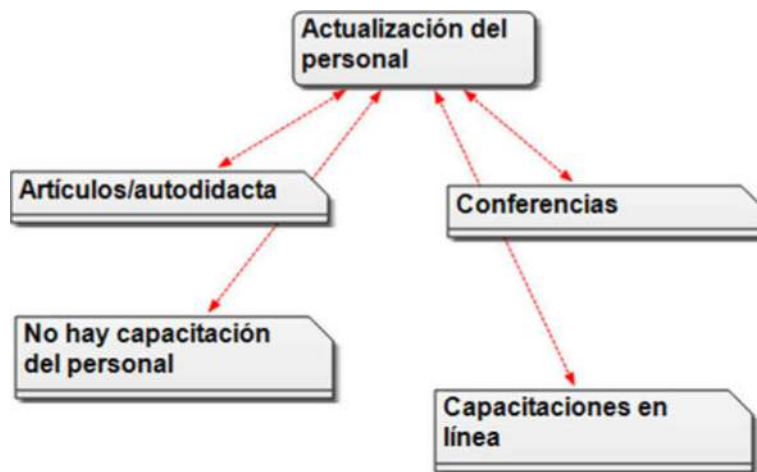 Actualización del
personal
Artículos/autodidacta
Conferencias
No hay capacitación
del personal
Capacitaciones en
línea